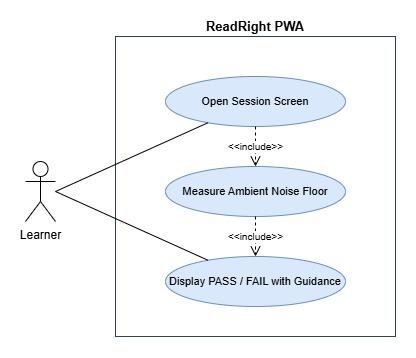 ReadRight PWA
Open Session Screen
<<include>>
Measure Ambient Noise Floor
<<include>>
Learner
Display PASS / FAIL with Guidance